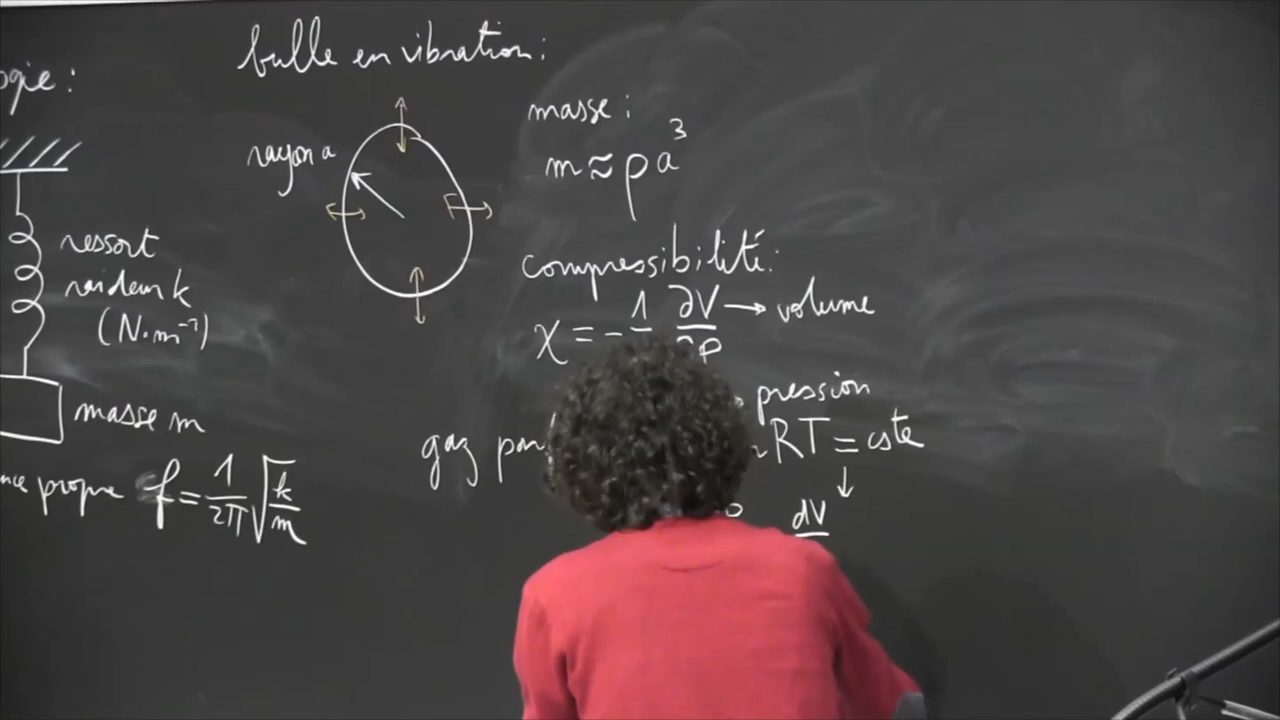 ogie :
ressort
raideur k
(N·m⁻¹)
masse m
propre f = 1/2π √(k/m)
bulle en vibration :
rayon a
masse :
m ≈ ρa³
compressibilité :
χ = - 1 ∂V/∂P → volume
pression
gaz RT = cste
dV